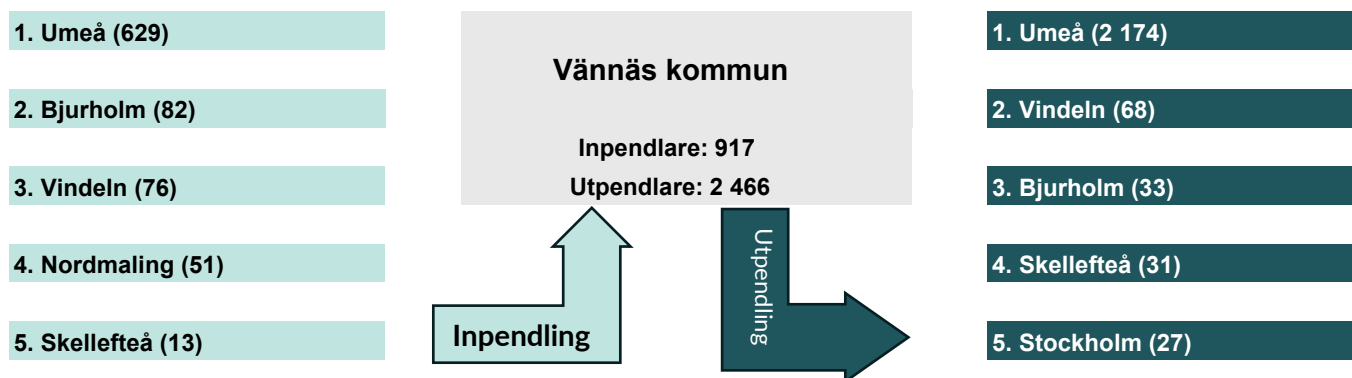 1. Umeå (629)
2. Bjurholm (82)
3. Vindeln (76)
4. Nordmaling (51)
5. Skellefteå (13)
Vännäs kommun
Inpendlare: 917
Utpendlare: 2 466
Inpendling
Utpendling
1. Umeå (2 174)
2. Vindeln (68)
3. Bjurholm (33)
4. Skellefteå (31)
5. Stockholm (27)